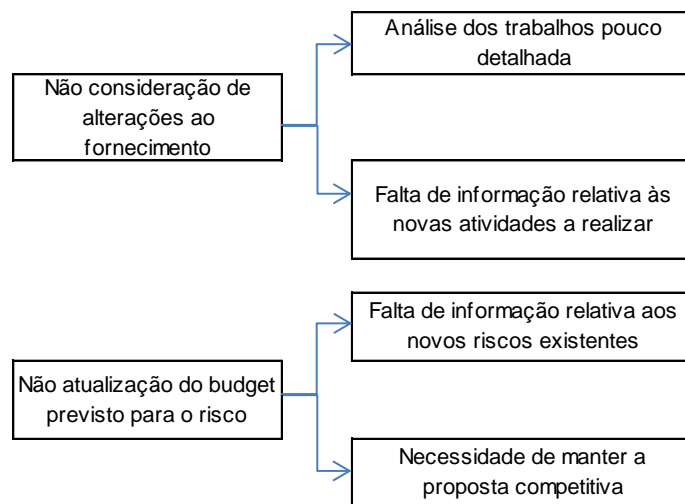 Análise dos trabalhos pouco
detalhada
Não consideração de
alterações ao
fornecimento
Falta de informação relativa às
novas atividades a realizar
Falta de informação relativa aos
novos riscos existentes
Não atualização do budget
previsto para o risco
Necessidade de manter a
proposta competitiva